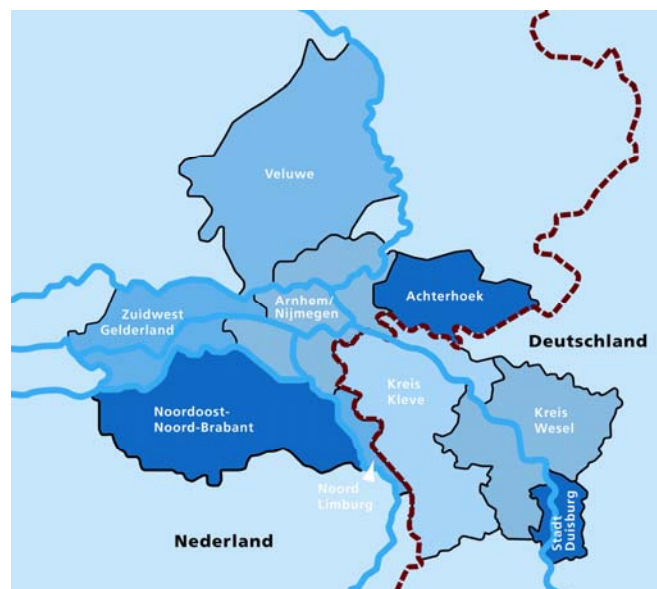 Veluwe
Achterhoek
Arnhem/
Nijmegen
Zuidwest
Gelderland
Deutschland
Kreis
Kleve
Kreis
Wesel
Noordoost-
Noord-Brabant
Noord
Limburg
Stadt
Duisburg
Nederland